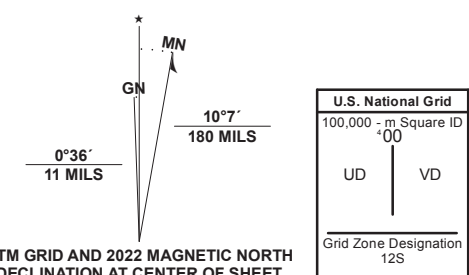 ★
MN
GN
10°7´
180 MILS
0°36´
11 MILS
TM GRID AND 2022 MAGNETIC NORTH
DECLINATION AT CENTER OF SHEET
U.S. National Grid
100,000 - m Square ID
⁴00
UD VD
Grid Zone Designation
12S